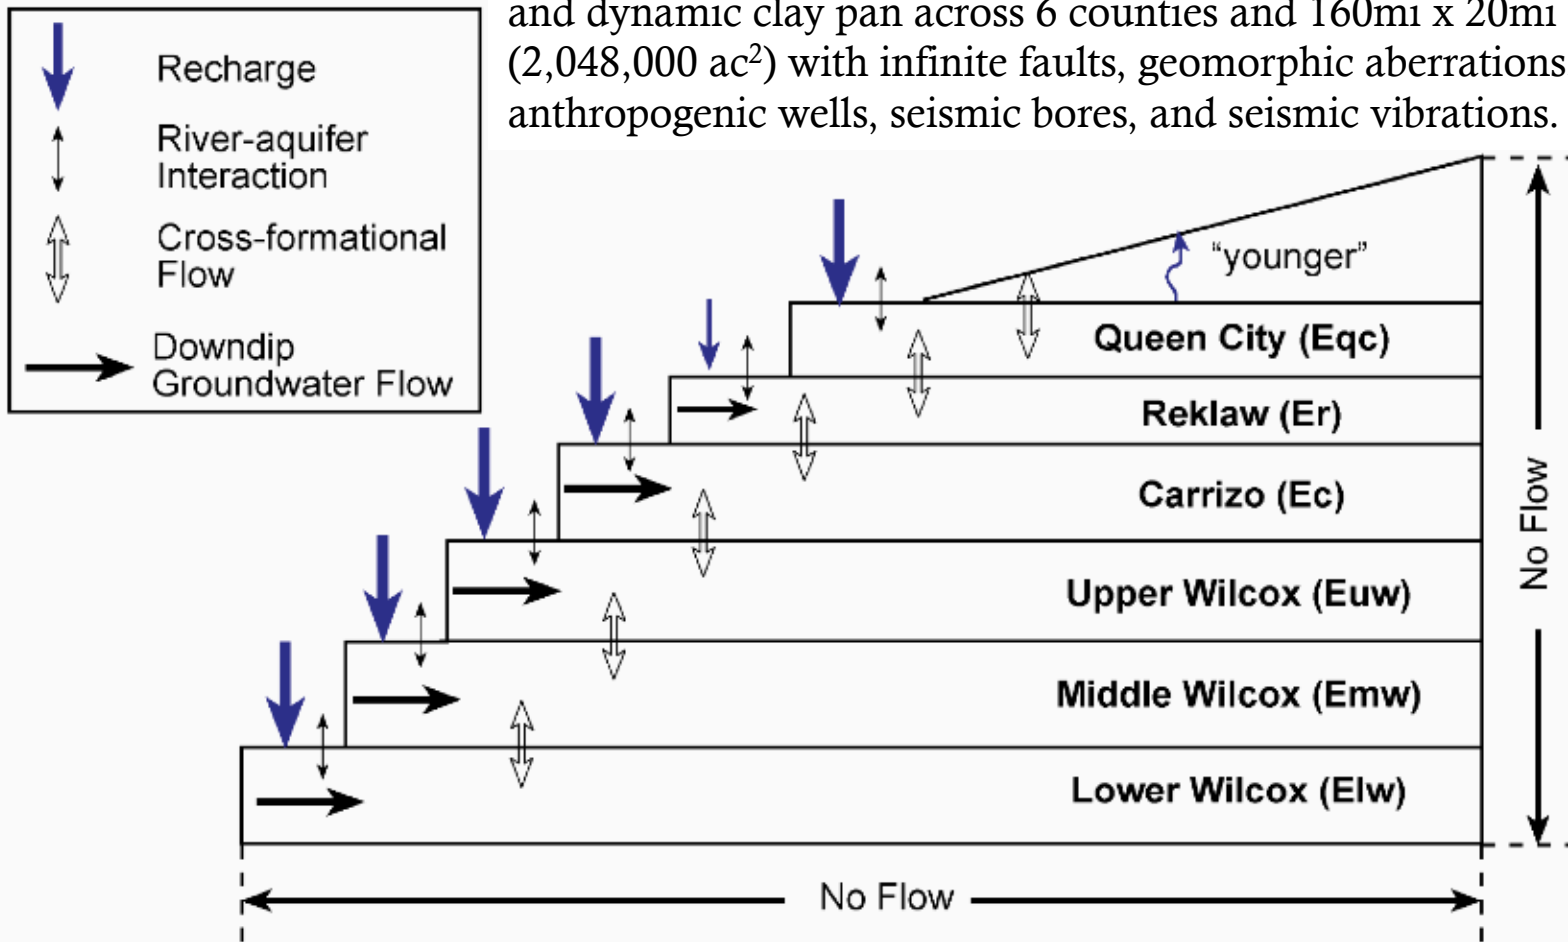 and dynamic clay pan across 6 counties and 160mi x 20mi
(2,048,000 ac²) with infinite faults, geomorphic aberrations
anthropogenic wells, seismic bores, and seismic vibrations.
Recharge
River-aquifer
Interaction
Cross-formational
Flow
Downdip
Groundwater Flow
"younger"
Queen City (Eqc)
Reklaw (Er)
Carrizo (Ec)
Upper Wilcox (Euw)
Middle Wilcox (Emw)
Lower Wilcox (Elw)
No Flow
No Flow